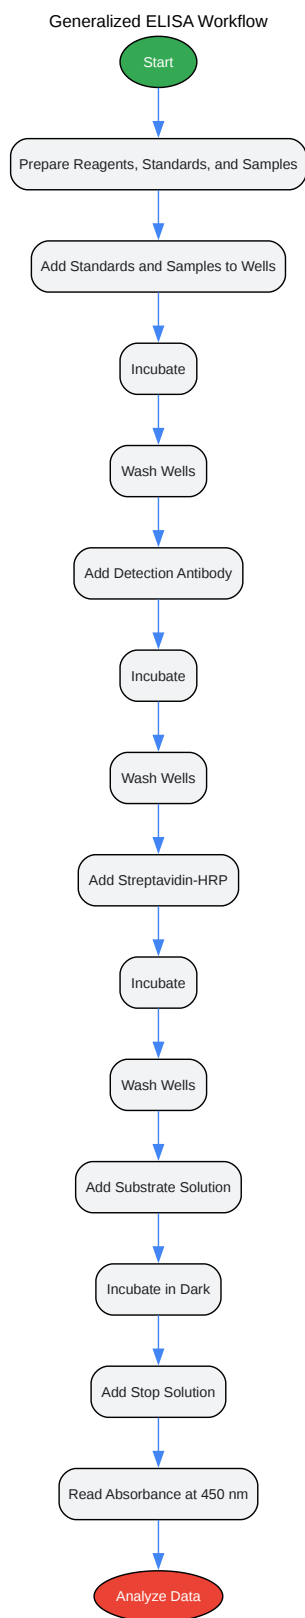 Generalized ELISA Workflow
Start
Prepare Reagents, Standards, and Samples
Add Standards and Samples to Wells
Incubate
Wash Wells
Add Detection Antibody
Incubate
Wash Wells
Add Streptavidin-HRP
Incubate
Wash Wells
Add Substrate Solution
Incubate in Dark
Add Stop Solution
Read Absorbance at 450 nm
Analyze Data